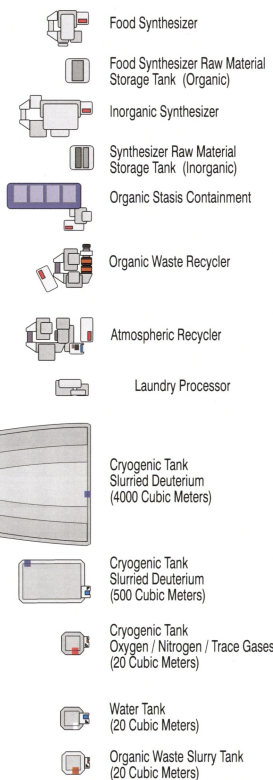 Food Synthesizer
Food Synthesizer Raw Material
Storage Tank (Organic)
Inorganic Synthesizer
Synthesizer Raw Material
Storage Tank (Inorganic)
Organic Stasis Containment
Organic Waste Recycler
Atmospheric Recycler
Laundry Processor
Cryogenic Tank
Slurried Deuterium
(4000 Cubic Meters)
Cryogenic Tank
Slurried Deuterium
(500 Cubic Meters)
Cryogenic Tank
Oxygen / Nitrogen / Trace Gases
(20 Cubic Meters)
Water Tank
(20 Cubic Meters)
Organic Waste Slurry Tank
(20 Cubic Meters)